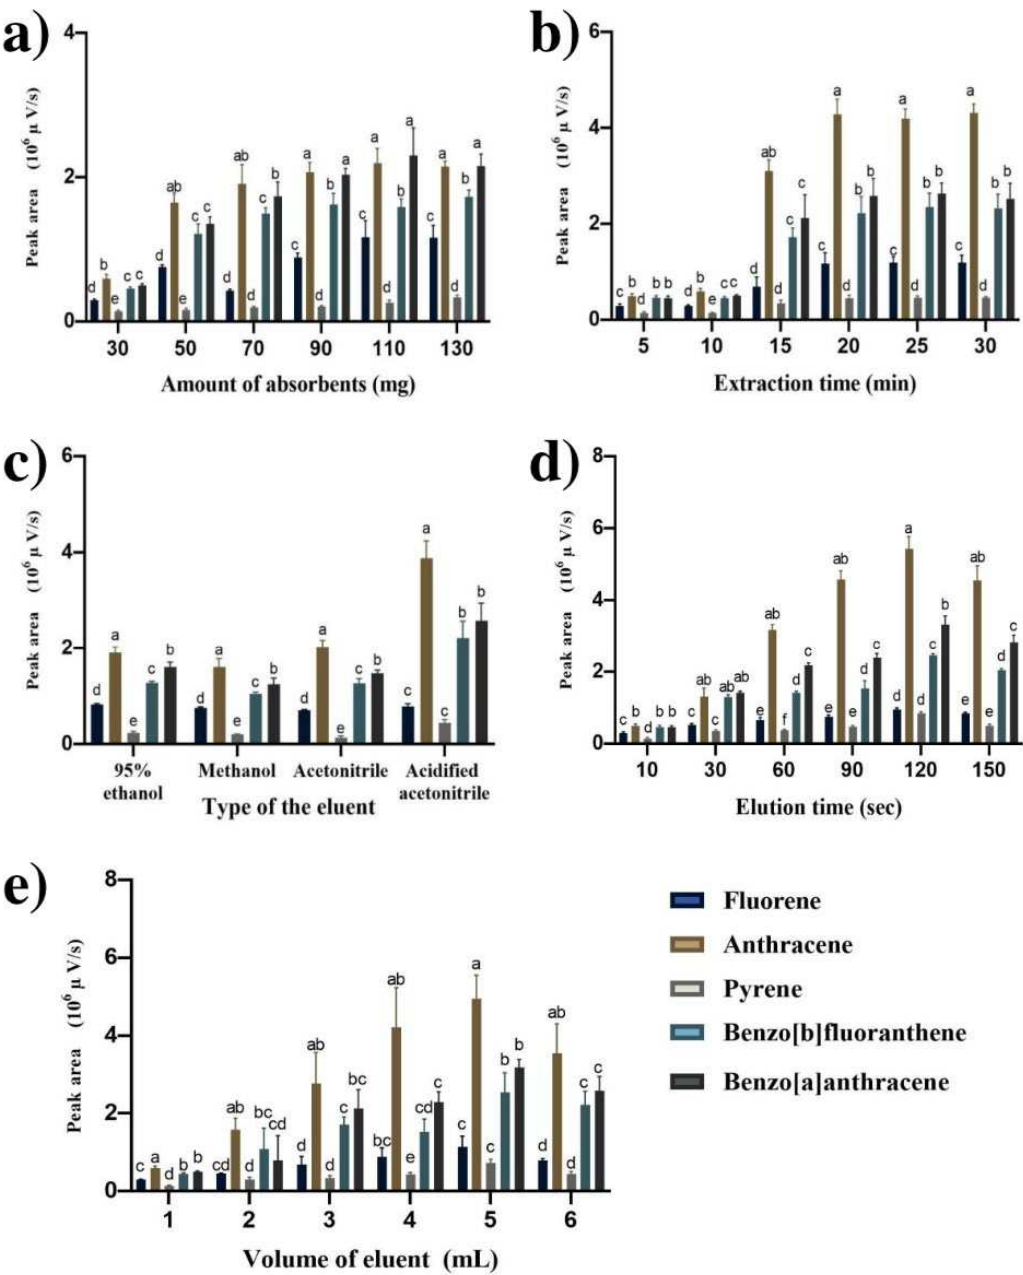 a)
4
2
0
Peak area (10⁶ μ V/s)
d b e c c
d ab e c c
d ab d c b
c a d b a
c a d b a
c a d b a
30 50 70 90 110 130
Amount of absorbents (mg)
b)
6
4
2
0
Peak area (10⁶ μ V/s)
c b d b b
d b e c c
d ab d c c
c a d b b
c a d b b
c a d b b
5 10 15 20 25 30
Extraction time (min)
c)
6
4
2
0
Peak area (10⁶ μ V/s)
d a e c b
d a e c b
d a e c b
c a c b b
95% Methanol Acetonitrile Acidified
ethanol acetonitrile
Type of the eluent
d)
8
6
4
2
0
Peak area (10⁶ μ V/s)
c b d b b
c ab e ab ab
e ab f d c
e ab e d c
e a d c b
e ab e d c
10 30 60 90 120 150
Elution time (sec)
e)
8
6
4
2
0
Peak area (10⁶ μ V/s)
c a d b b
cd ab d bc cd
d ab d c bc
bc ab e cd c
c a c b b
d ab d c c
1 2 3 4 5 6
Volume of eluent (mL)
Fluorene
Anthracene
Pyrene
Benzo[b]fluoranthene
Benzo[a]anthracene